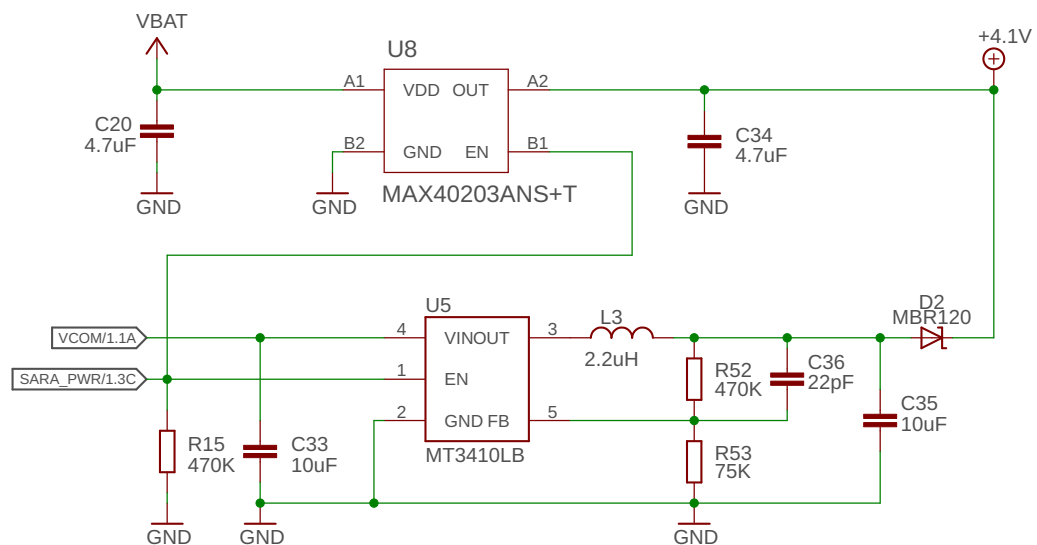 VBAT
+4.1V
U8
A1
VDD OUT
A2
C20
4.7uF
B2
GND EN
B1
C34
4.7uF
MAX40203ANS+T
GND
GND
GND
U5
D2
MBR120
VCOM/1.1A
4
VINOUT
3
L3
2.2uH
SARA_PWR/1.3C
1
EN
R52
470K
C36
22pF
2
GND FB
5
C35
10uF
R15
470K
C33
10uF
MT3410LB
R53
75K
GND
GND
GND